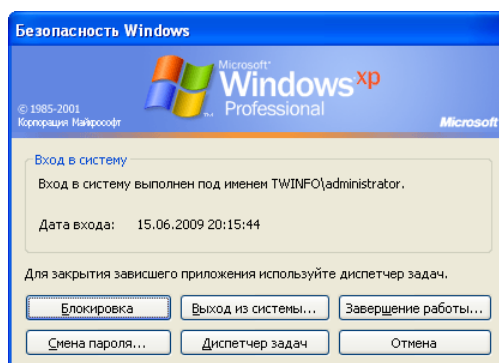 Безопасность Windows
Microsoft®
Windows xp
Professional
© 1985-2001
Корпорация Майкрософт
Microsoft
Вход в систему
Вход в систему выполнен под именем TWINFO\administrator.
Дата входа: 15.06.2009 20:15:44
Для закрытия зависшего приложения используйте диспетчер задач.
Блокировка Выход из системы... Завершение работы...
Смена пароля... Диспетчер задач Отмена